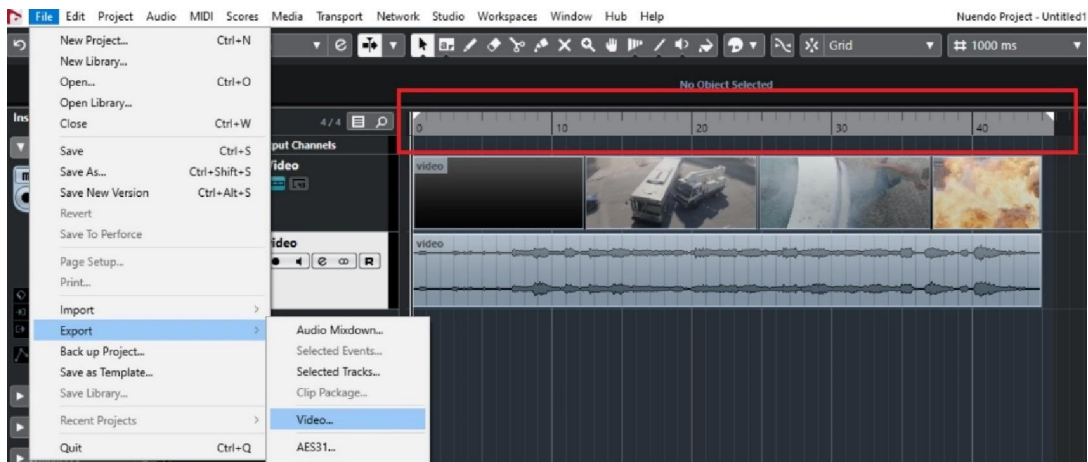 File Edit Project Audio MIDI Scores Media Transport Network Studio Workspaces Window Hub Help Nuendo Project - Untitled1
New Project... Ctrl+N
New Library...
Open... Ctrl+O
Open Library...
Close Ctrl+W
Save Ctrl+S
Save As... Ctrl+Shift+S
Save New Version Ctrl+Alt+S
Revert
Save To Perforce
Page Setup...
Print...
Import
Export
Back up Project...
Save as Template...
Save Library...
Recent Projects
Quit Ctrl+Q
Audio Mixdown...
Selected Events...
Selected Tracks...
Clip Package...
Video...
AES31...
Grid 1000 ms
No Object Selected
Ins
4/4
0 10 20 30 40
put Channels
Video
video
ideo
R
video